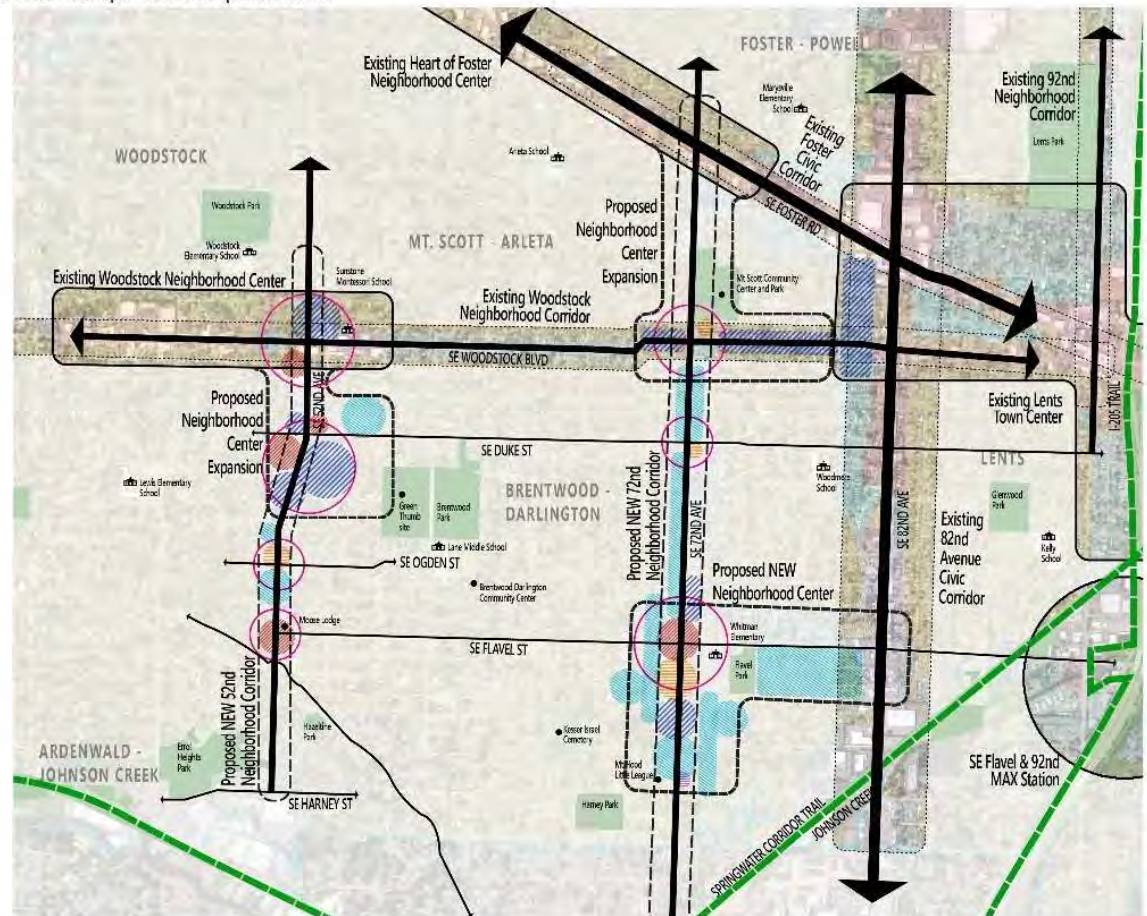 FOSTER - POWELL
Existing Heart of Foster
Neighborhood Center
Existing 92nd
Neighborhood
Corridor
Marysville
Elementary
School
Existing
Foster
Civic
Corridor
Lents Park
Arleta School
WOODSTOCK
Woodstock Park
Woodstock
Elementary School
MT. SCOTT - ARLETA
Proposed
Neighborhood
Center
Expansion
SE FOSTER RD
Existing Woodstock Neighborhood Center
Sunstone
Montessori School
Existing Woodstock
Neighborhood Corridor
Mt Scott Community
Center and Park
SE WOODSTOCK BLVD
SE 52ND AVE
Existing Lents
Town Center
I-205 TRAIL
Proposed
Neighborhood
Center
Expansion
SE DUKE ST
LENTS
Lewis Elementary
School
Green
Thumb
site
Brentwood
Park
BRENTWOOD -
DARLINGTON
Proposed NEW 72nd
Neighborhood Corridor
SE 72ND AVE
Woodmere
School
SE 82ND AVE
Glenwood
Park
Existing
82nd
Avenue
Civic
Corridor
Kelly
School
Lane Middle School
SE OGDEN ST
Brentwood Darlington
Community Center
Proposed NEW
Neighborhood Center
Moose Lodge
SE FLAVEL ST
Whitman
Elementary
Flavel
Park
Proposed NEW 52nd
Neighborhood Corridor
Hazeltine
Park
Kesser Israel
Cemetery
ARDENWALD -
JOHNSON CREEK
Errol
Heights
Park
Mt Hood
Little League
SE Flavel & 92nd
MAX Station
SE HARNEY ST
Harney Park
SPRINGWATER CORRIDOR TRAIL
JOHNSON CREEK